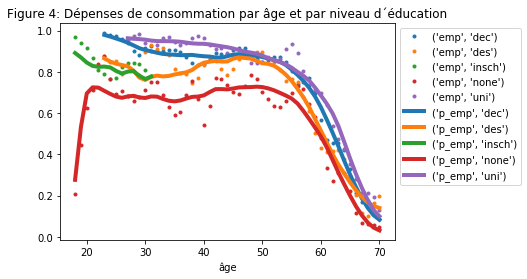 Figure 4: Dépenses de consommation par âge et par niveau d´éducation
1.0
0.8
0.6
0.4
0.2
0.0
20
30
40
50
60
70
âge
('emp', 'dec')
('emp', 'des')
('emp', 'insch')
('emp', 'none')
('emp', 'uni')
('p_emp', 'dec')
('p_emp', 'des')
('p_emp', 'insch')
('p_emp', 'none')
('p_emp', 'uni')